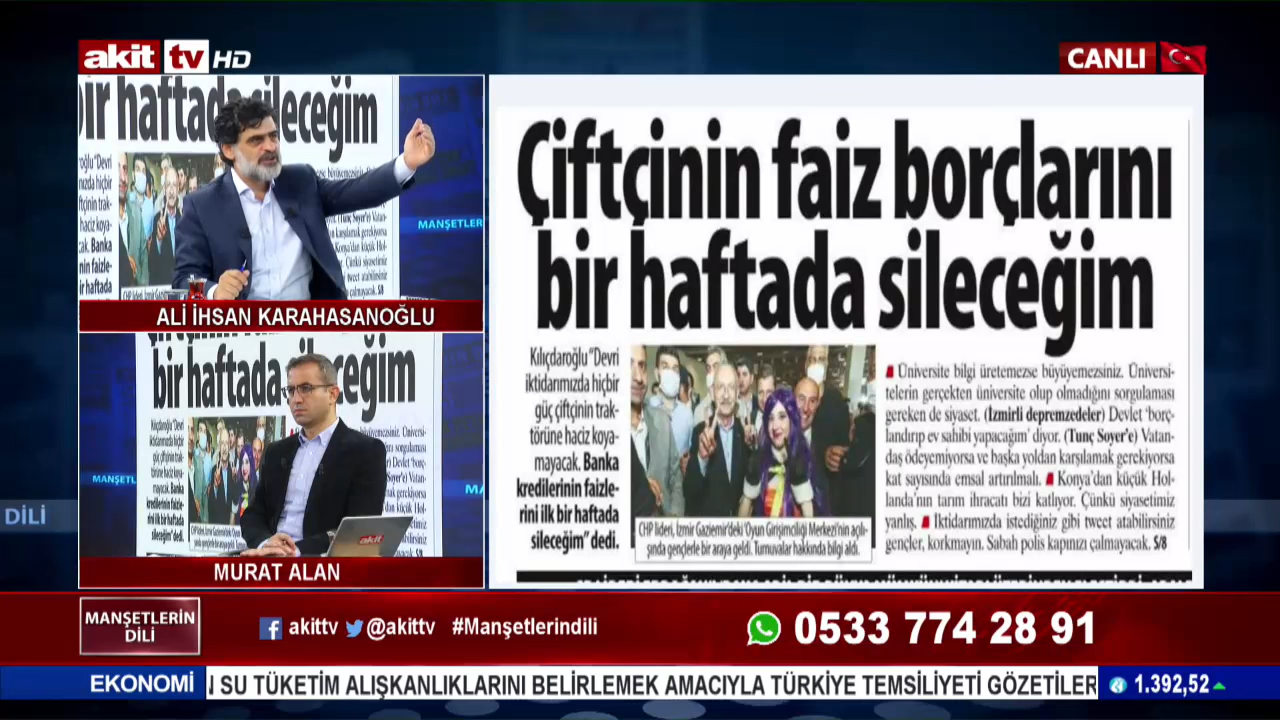 akit tv HD
CANLI
bir haftada sileceğim
MANŞETLER
ALİ İHSAN KARAHASANOĞLU
bir haftada sileceğim
MURAT ALAN
akit
DİLİ
Çiftçinin faiz borçlarını
bir haftada sileceğim
Kılıçdaroğlu "Devri
iktidarımızda hiçbir
güç çiftçinin trak-
törüne haciz koya-
mayacak. Banka
kredilerinin faizle-
rini ilk bir haftada
sileceğim" dedi.
CHP lideri, İzmir Gaziemir'deki 'Oyun Girişimciliği Merkezi'nin açılı-
şında gençlerle bir araya geldi. Turnuvalar hakkında bilgi aldı.
Üniversite bilgi üretemezse büyüyemezsiniz. Üniversi-
telerin gerçekten üniversite olup olmadığını sorgulaması
gereken de siyaset. (İzmirli depremzedeler) Devlet 'borç-
landırıp ev sahibi yapacağım' diyor. (Tunç Soyer'e) Vatan-
daş ödeyemiyorsa ve başka yoldan karşılamak gerekiyorsa
kat sayısında emsal artırılmalı. Konya'dan küçük Hol-
landa'nın tarım ihracatı bizi katlıyor. Çünkü siyasetimiz
yanlış. İktidarımızda istediğiniz gibi tweet atabilirsiniz
gençler, korkmayın. Sabah polis kapınızı çalmayacak. S/8
MANŞETLERİN
DİLİ
akittv @akittv #Manşetlerindili
0533 774 28 91
EKONOMİ
N SU TÜKETİM ALIŞKANLIKLARINI BELİRLEMEK AMACIYLA TÜRKİYE TEMSİLİYETİ GÖZETİLER
1.392,52